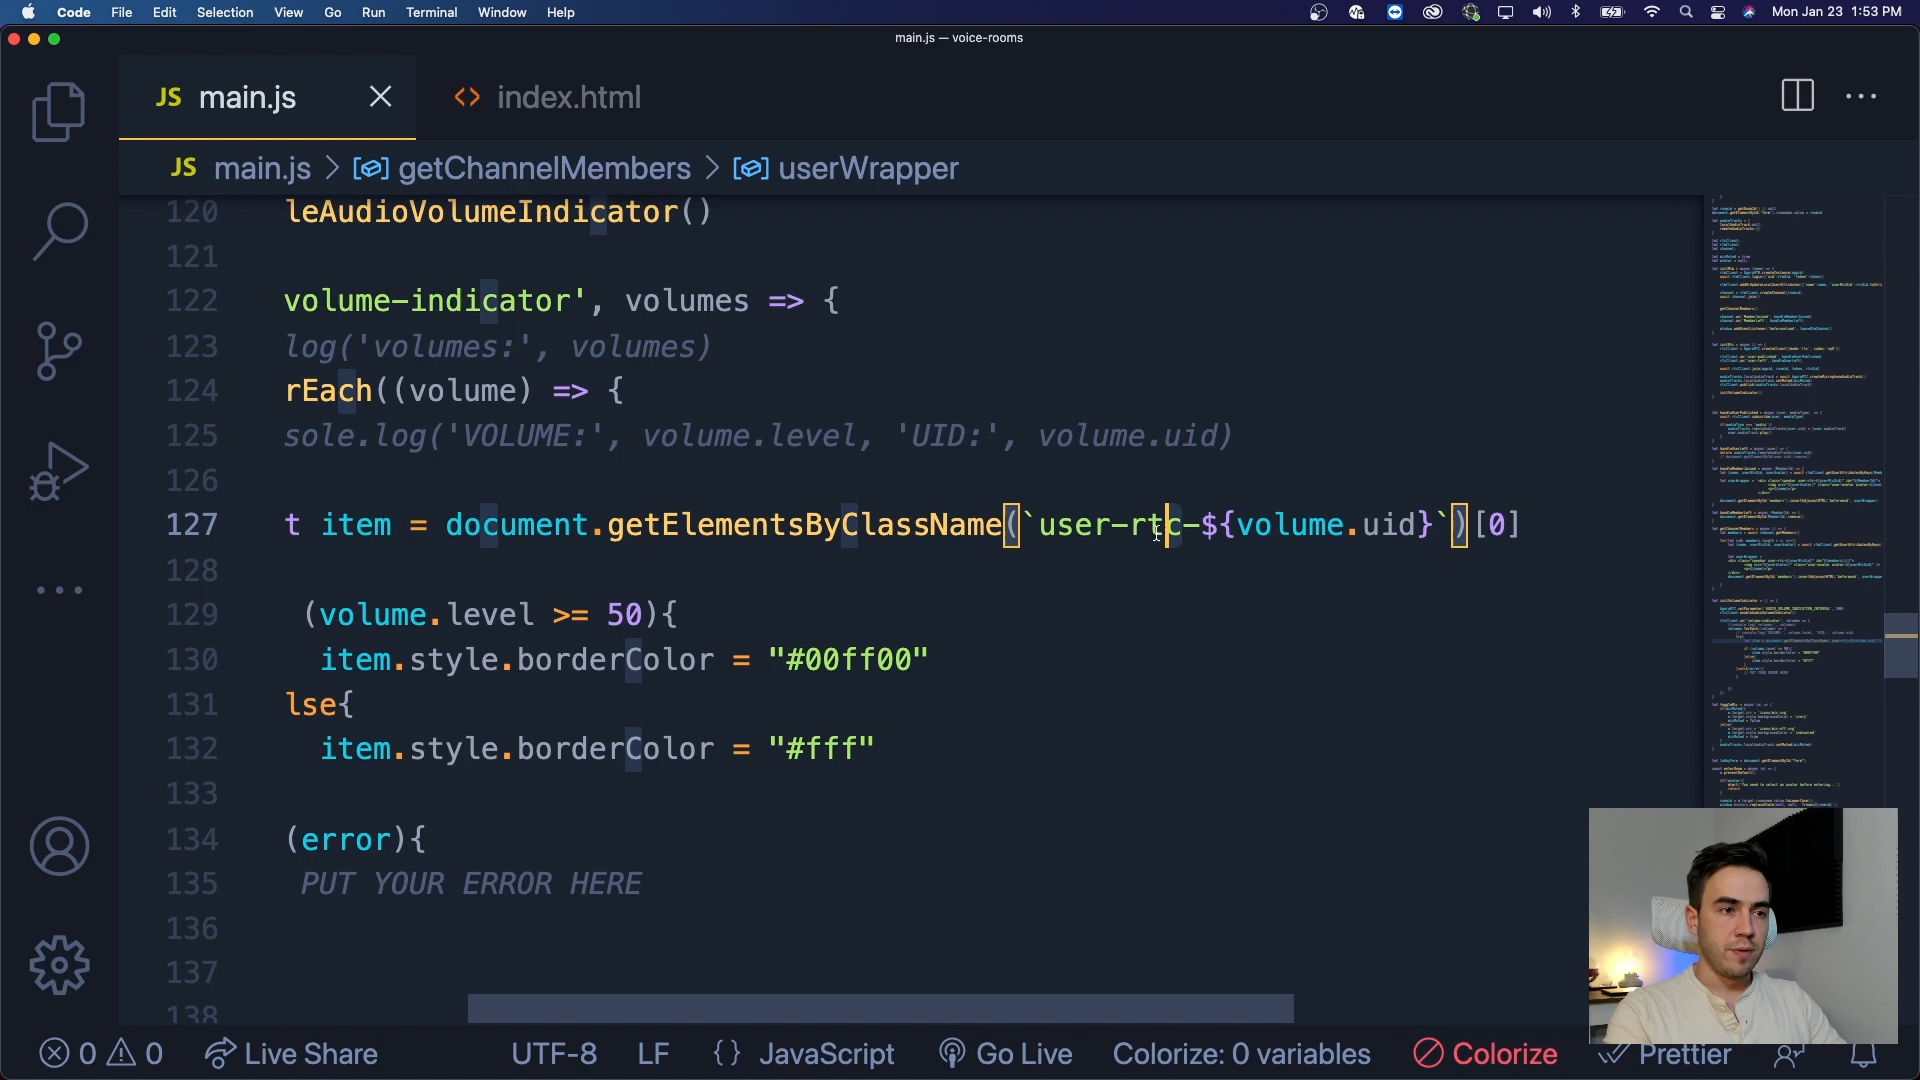 Code File Edit Selection View Go Run Terminal Window Help Mon Jan 23 1:53 PM
main.js — voice-rooms
JS main.js index.html
JS main.js > getChannelMembers > userWrapper
120 leAudioVolumeIndicator()
121
122 volume-indicator', volumes => {
123 log('volumes:', volumes)
124 rEach((volume) => {
125 sole.log('VOLUME:', volume.level, 'UID:', volume.uid)
126
127 t item = document.getElementsByClassName(`user-rtc-${volume.uid}`)[0]
128
129 (volume.level >= 50){
130 item.style.borderColor = "#00ff00"
131 lse{
132 item.style.borderColor = "#fff"
133
134 (error){
135 PUT YOUR ERROR HERE
136
137
138
0 0 Live Share UTF-8 LF {} JavaScript Go Live Colorize: 0 variables Colorize Prettier